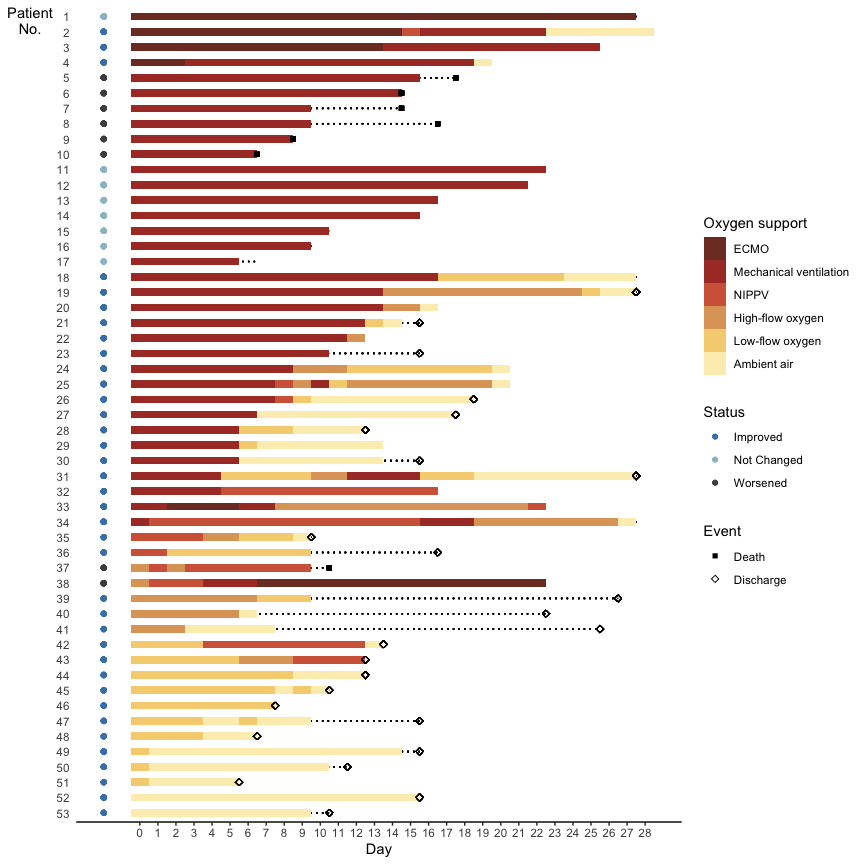 Patient
No.
1
2
3
4
5
6
7
8
9
10
11
12
13
14
15
16
17
18
19
20
21
22
23
24
25
26
27
28
29
30
31
32
33
34
35
36
37
38
39
40
41
42
43
44
45
46
47
48
49
50
51
52
53
0 1 2 3 4 5 6 7 8 9 10 11 12 13 14 15 16 17 18 19 20 21 22 23 24 25 26 27 28
Day
Oxygen support
ECMO
Mechanical ventilation
NIPPV
High-flow oxygen
Low-flow oxygen
Ambient air
Status
Improved
Not Changed
Worsened
Event
Death
Discharge